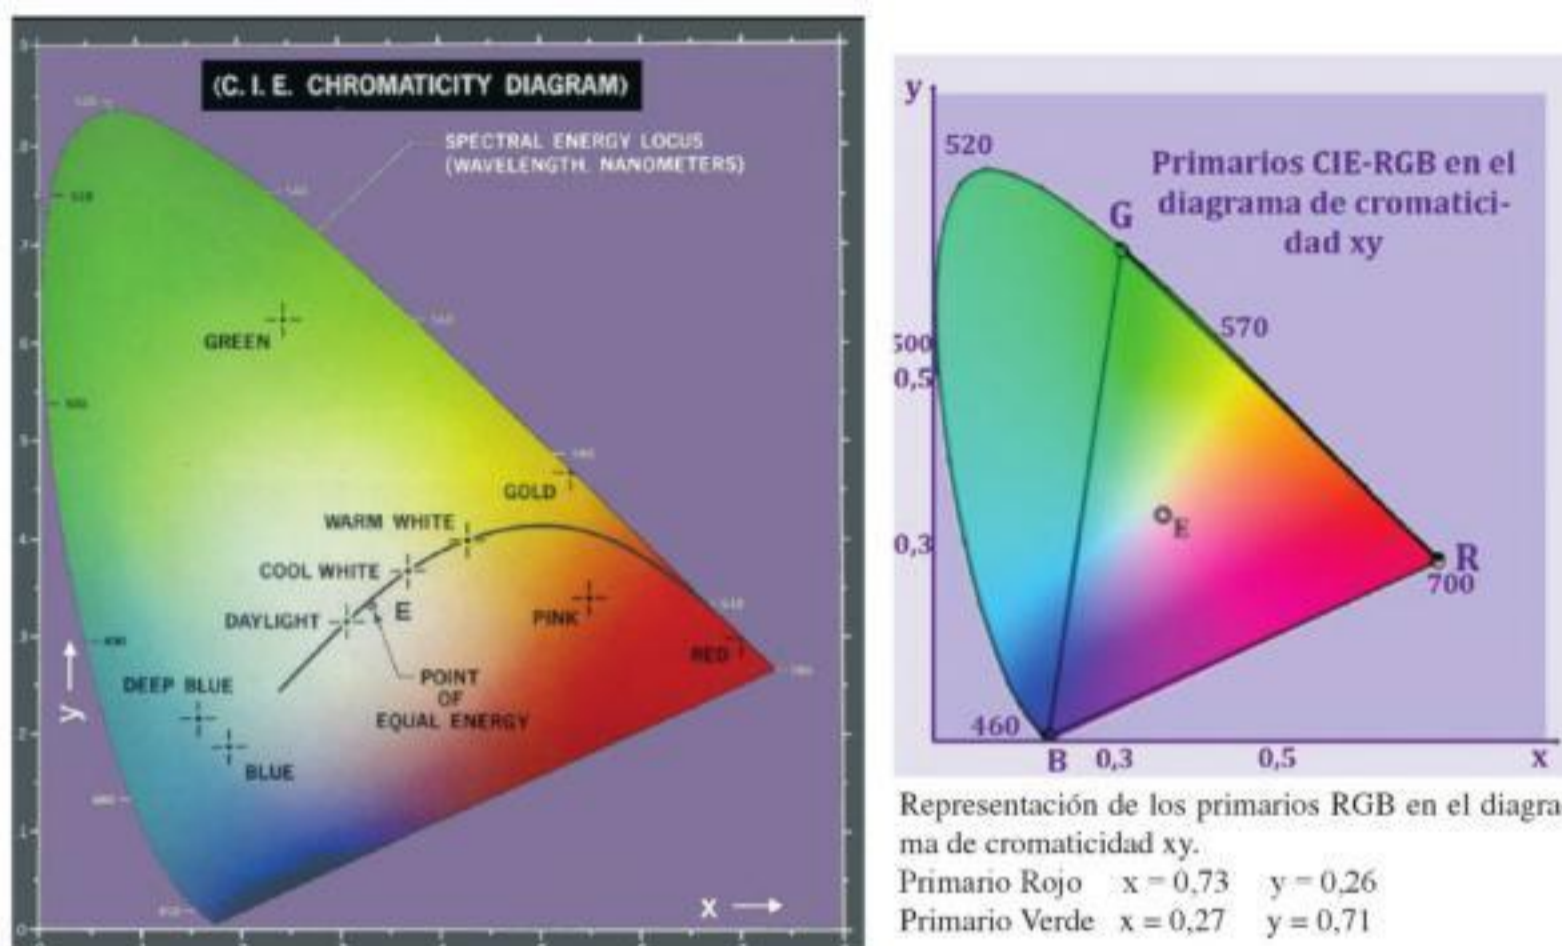 (C. I. E. CHROMATICITY DIAGRAM)
SPECTRAL ENERGY LOCUS
(WAVELENGTH, NANOMETERS)
GREEN
GOLD
WARM WHITE
COOL WHITE
DAYLIGHT
E
PINK
RED
POINT
OF
EQUAL ENERGY
DEEP BLUE
BLUE
y
x
y
520
Primarios CIE-RGB en el
diagrama de cromatici-
dad xy
G
570
500
0,5
E
0,3
R
700
460
B
0,3
0,5
x
Representación de los primarios RGB en el diagra
ma de cromaticidad xy.
Primario Rojo x = 0,73 y = 0,26
Primario Verde x = 0,27 y = 0,71